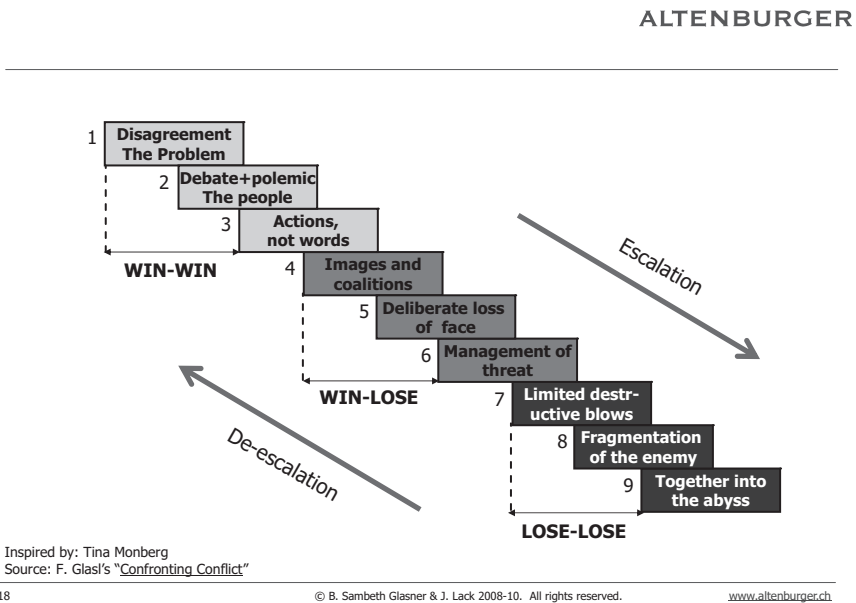 ALTENBURGER
1
Disagreement
The Problem
2
Debate+polemic
The people
3
Actions,
not words
WIN-WIN
4
Images and
coalitions
Escalation
5
Deliberate loss
of face
6
Management of
threat
WIN-LOSE
7
Limited destr-
uctive blows
De-escalation
8
Fragmentation
of the enemy
9
Together into
the abyss
LOSE-LOSE
Inspired by: Tina Monberg
Source: F. Glasl’s “Confronting Conflict”
18
© B. Sambeth Glasner & J. Lack 2008-10. All rights reserved.
www.altenburger.ch